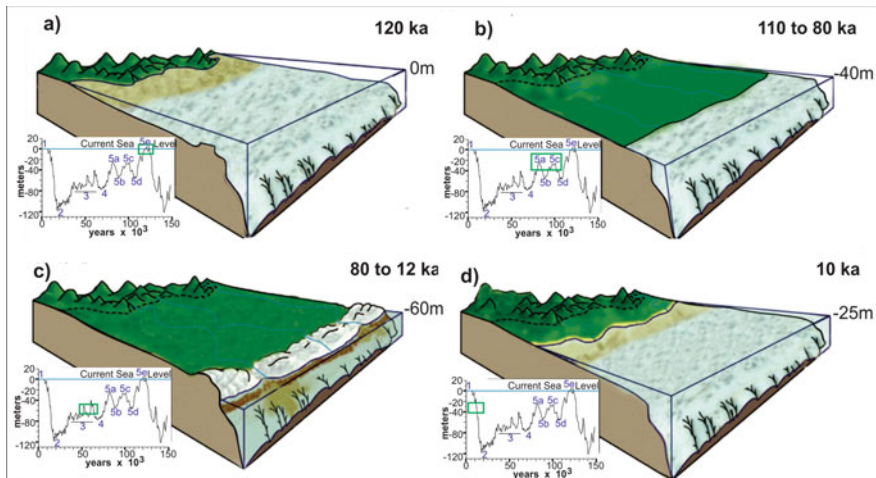 a)
120 ka
0m
20
0
-40
-80
-120
meters
1
Current Sea
5e
Level
5a
5c
5b
5d
3
4
2
0
50
100
150
years x 10³
b)
110 to 80 ka
-40m
20
0
-40
-80
-120
meters
1
Current Sea
5e
Level
5a
5c
5b
5d
3
4
2
0
50
100
150
years x 10³
c)
80 to 12 ka
-60m
20
0
-40
-80
-120
meters
1
Current Sea
5e
Level
5a
5c
5b
5d
3
4
2
0
50
100
150
years x 10³
d)
10 ka
-25m
20
0
-40
-80
-120
meters
1
Current Sea
5e
Level
5a
5c
5b
5d
3
4
2
0
50
100
150
years x 10³